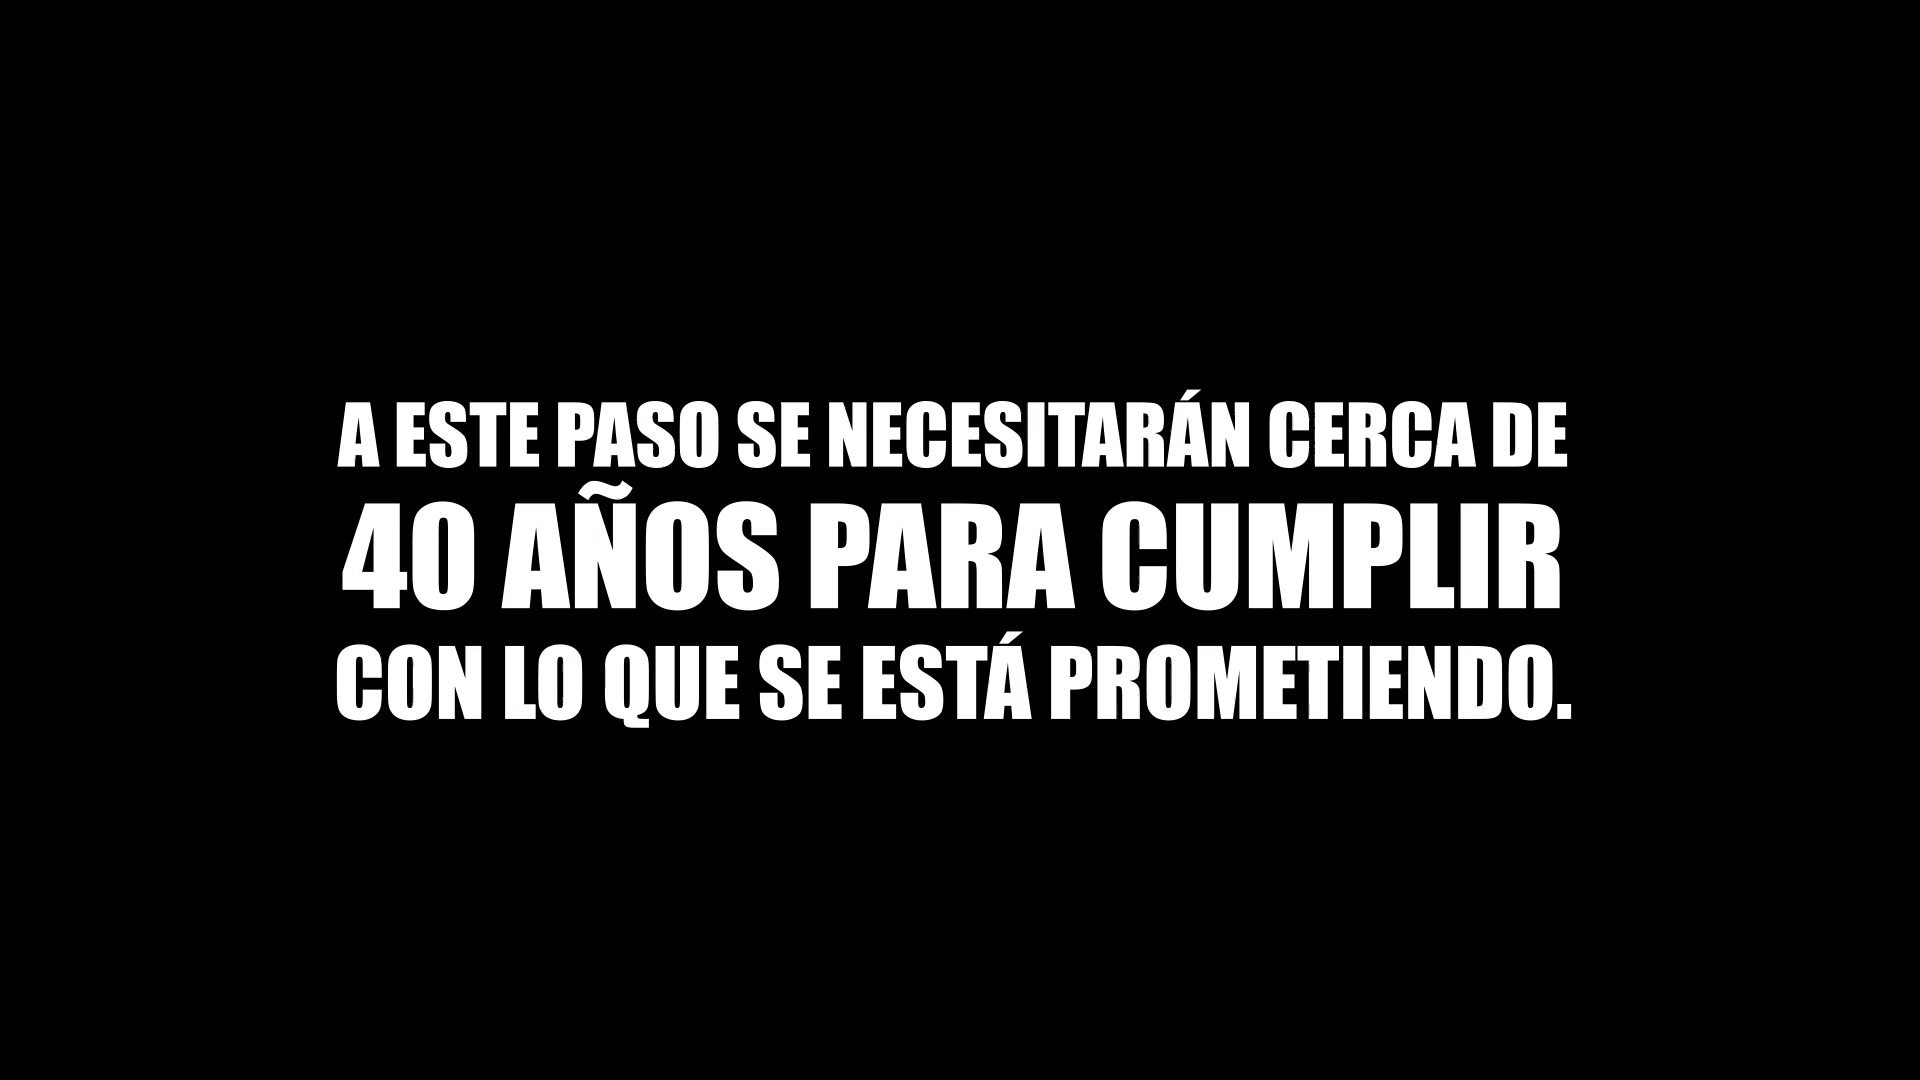 A ESTE PASO SE NECESITARÁN CERCA DE
40 AÑOS PARA CUMPLIR
CON LO QUE SE ESTÁ PROMETIENDO.